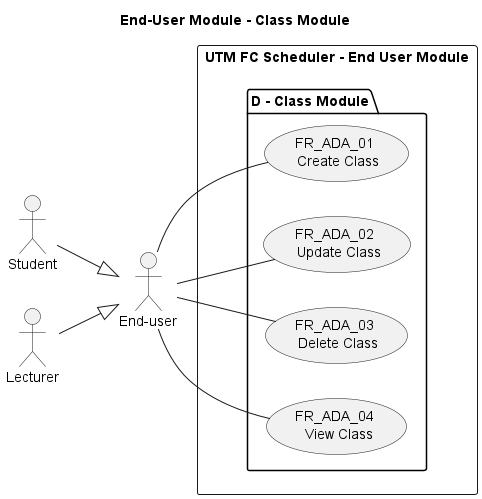 End-User Module - Class Module
UTM FC Scheduler - End User Module
D - Class Module
FR_ADA_01
Create Class
FR_ADA_02
Update Class
Student
End-user
FR_ADA_03
Delete Class
Lecturer
FR_ADA_04
View Class